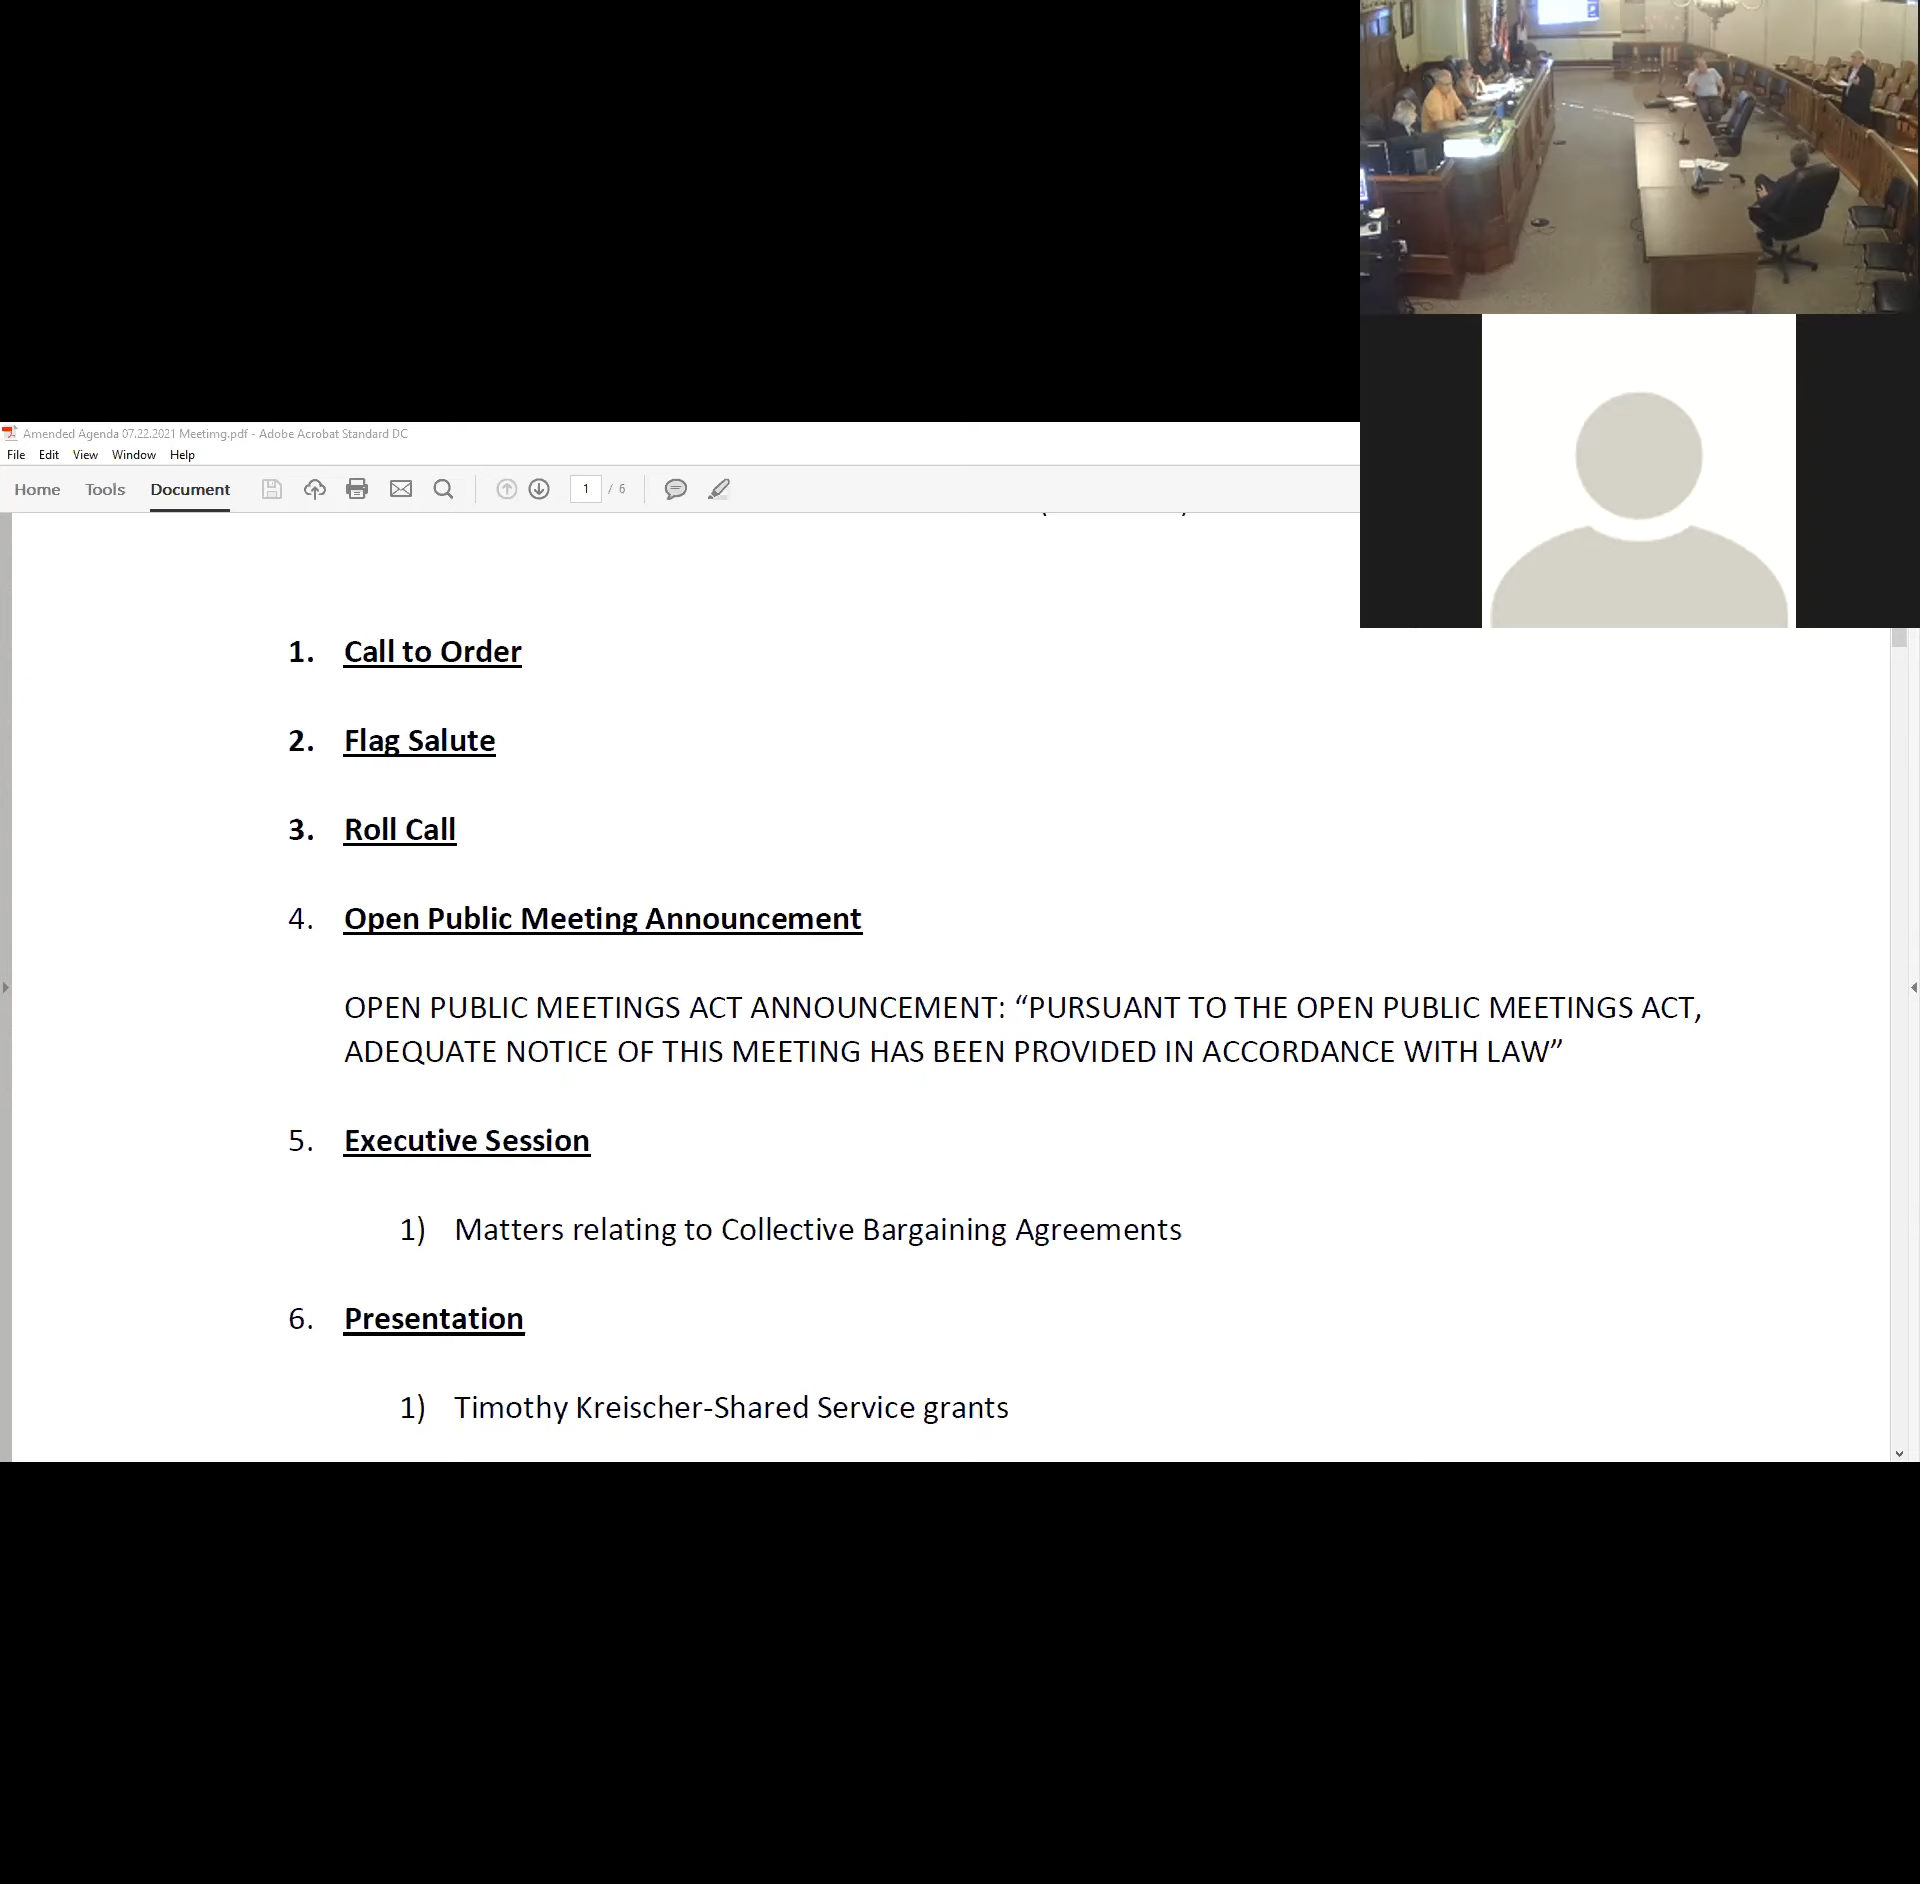 Amended Agenda 07.22.2021 Meetimg.pdf - Adobe Acrobat Standard DC
File Edit View Window Help
Home Tools Document 1 / 6
1. Call to Order
2. Flag Salute
3. Roll Call
4. Open Public Meeting Announcement
OPEN PUBLIC MEETINGS ACT ANNOUNCEMENT: “PURSUANT TO THE OPEN PUBLIC MEETINGS ACT,
ADEQUATE NOTICE OF THIS MEETING HAS BEEN PROVIDED IN ACCORDANCE WITH LAW”
5. Executive Session
1) Matters relating to Collective Bargaining Agreements
6. Presentation
1) Timothy Kreischer-Shared Service grants